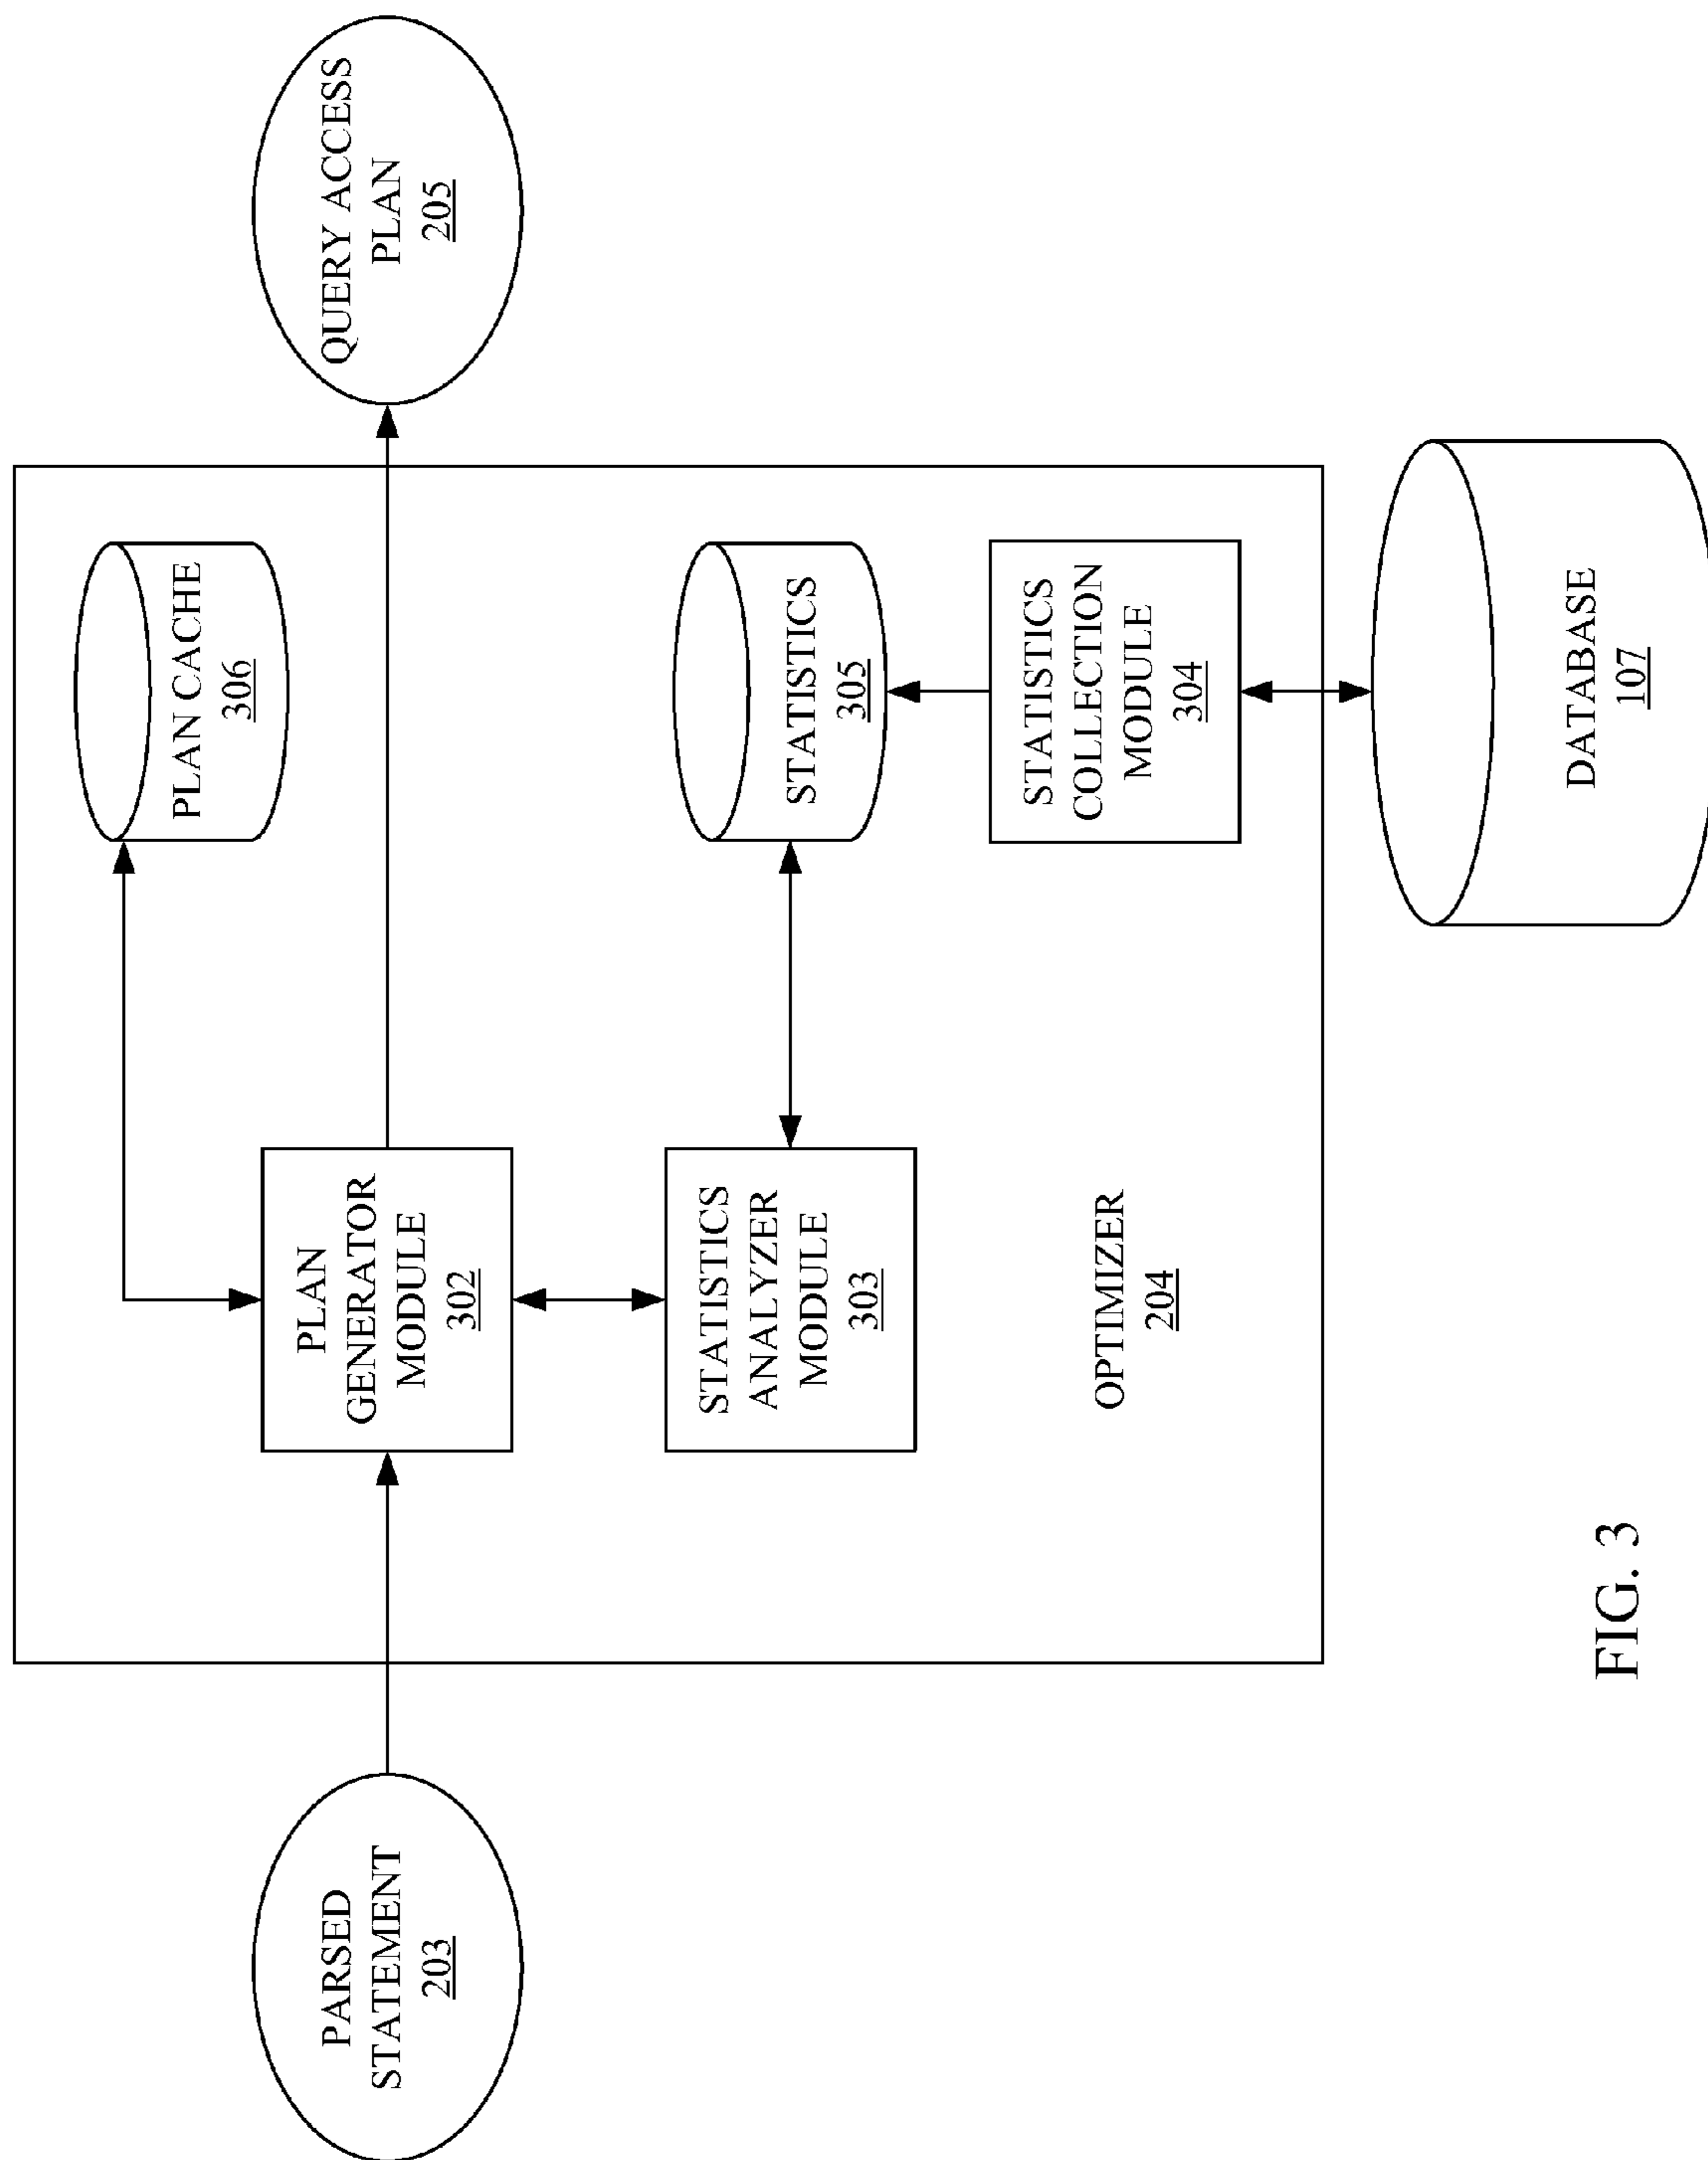 PARSED
STATEMENT
203
PLAN
GENERATOR
MODULE
302
PLAN CACHE
306
QUERY ACCESS
PLAN
205
STATISTICS
ANALYZER
MODULE
303
STATISTICS
305
STATISTICS
COLLECTION
MODULE
304
OPTIMIZER
204
DATABASE
107
FIG. 3